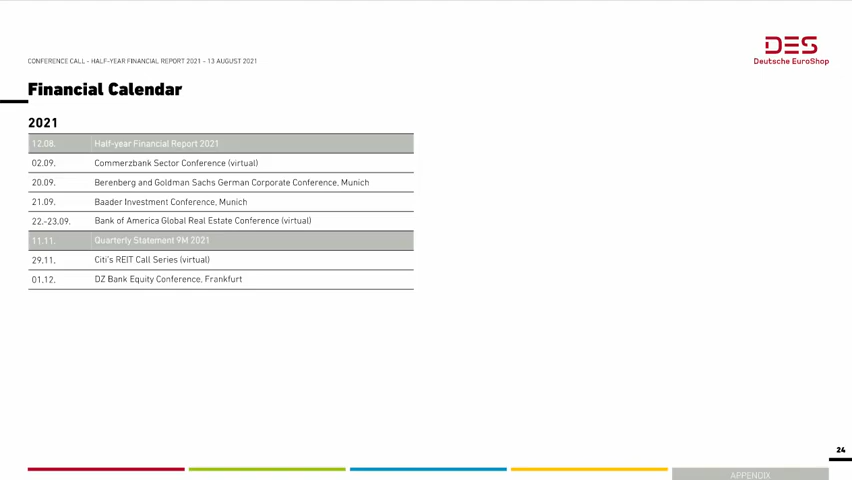 DES
Deutsche EuroShop
CONFERENCE CALL - HALF-YEAR FINANCIAL REPORT 2021 – 13 AUGUST 2021
Financial Calendar
2021
12.08. Half-year Financial Report 2021
02.09. Commerzbank Sector Conference (virtual)
20.09. Berenberg and Goldman Sachs German Corporate Conference, Munich
21.09. Baader Investment Conference, Munich
22.-23.09. Bank of America Global Real Estate Conference (virtual)
11.11. Quarterly Statement 9M 2021
29.11. Citi's REIT Call Series (virtual)
01.12. DZ Bank Equity Conference, Frankfurt
24
APPENDIX